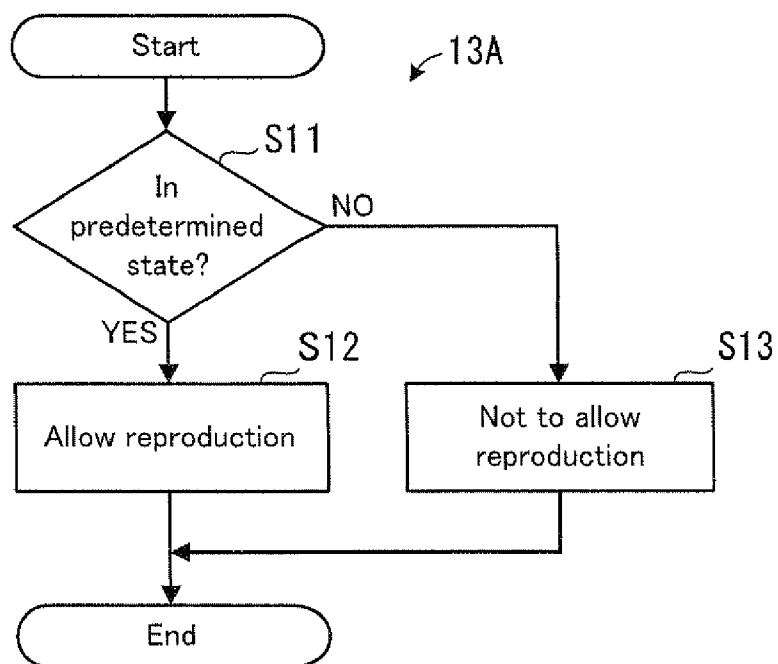 Start
13A
S11
In
predetermined
state?
NO
YES
S12
S13
Allow reproduction
Not to allow
reproduction
End